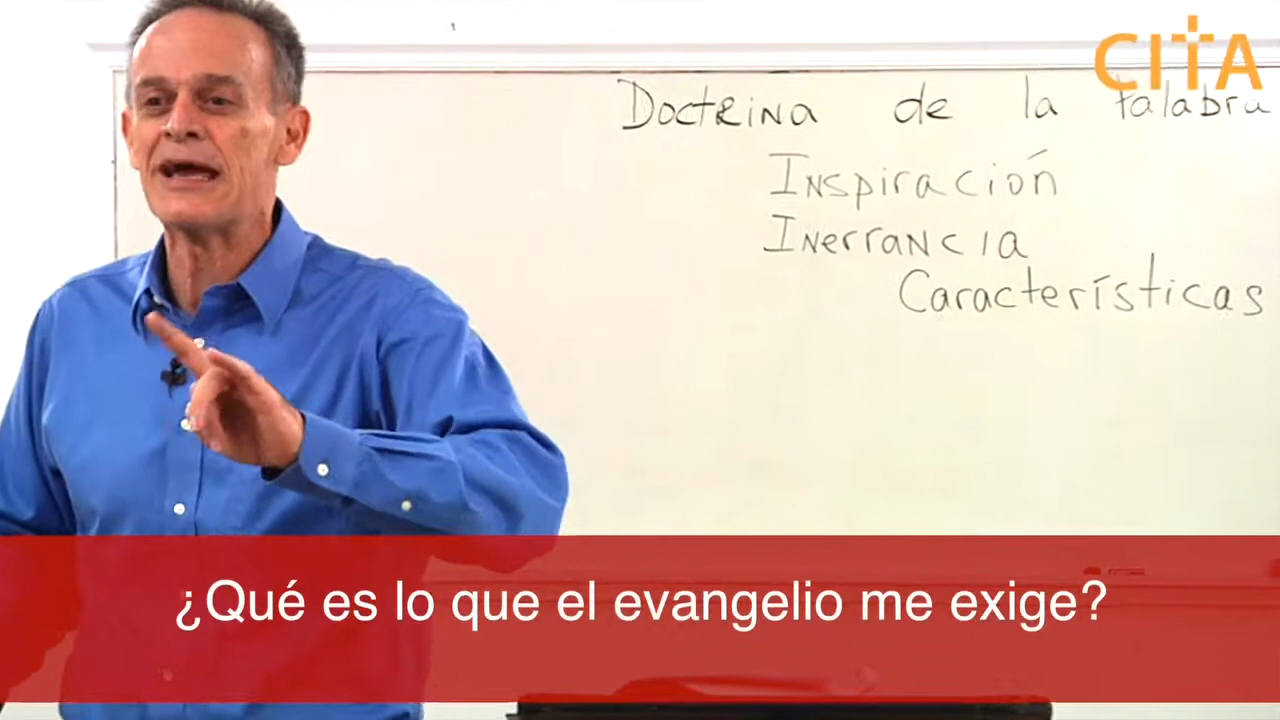 CITA
Doctrina de la Palabra
Inspiración
Inerrancia
Características
¿Qué es lo que el evangelio me exige?